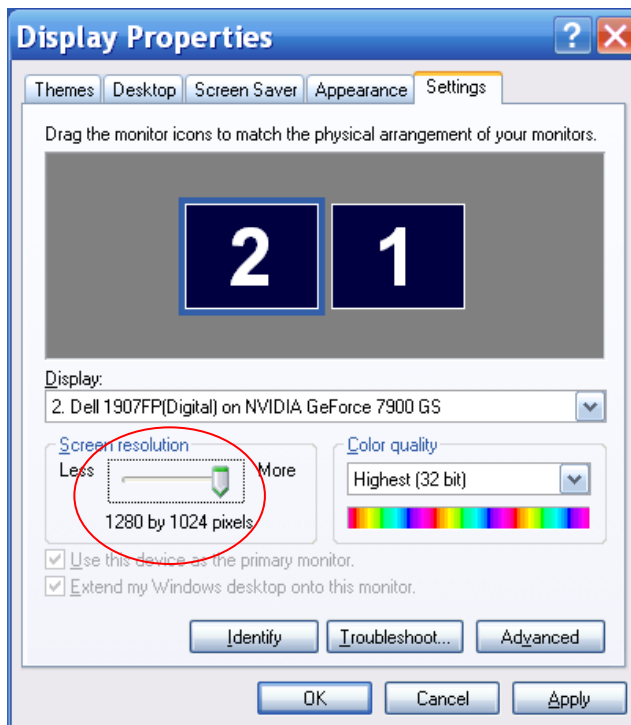 Display Properties
?
Themes Desktop Screen Saver Appearance Settings
Drag the monitor icons to match the physical arrangement of your monitors.
2 1
Display:
2. Dell 1907FP(Digital) on NVIDIA GeForce 7900 GS
Screen resolution
Less More
1280 by 1024 pixels
Color quality
Highest (32 bit)
Use this device as the primary monitor.
Extend my Windows desktop onto this monitor.
Identify Troubleshoot... Advanced
OK Cancel Apply